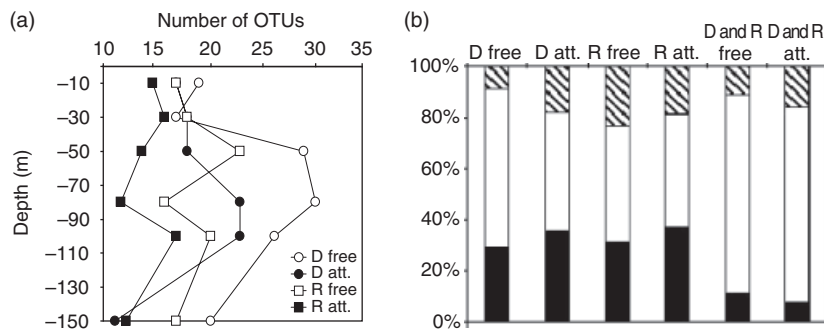 (a)
Number of OTUs
10 15 20 25 30 35
–10
–30
–50
–70
–90
–110
–130
–150
Depth (m)
D free
D att.
R free
R att.
(b)
D free D att. R free R att. D and R free D and R att.
100%
80%
60%
40%
20%
0%